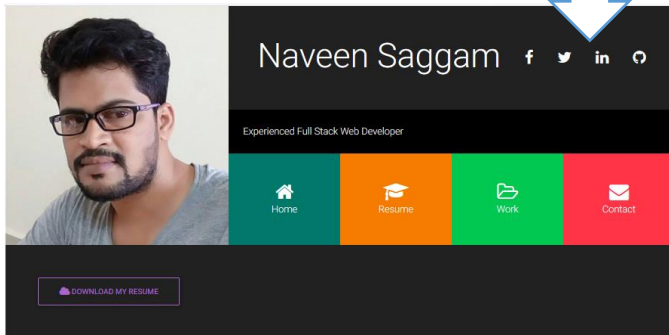 Naveen Saggam
Experienced Full Stack Web Developer
Home
Resume
Work
Contact
DOWNLOAD MY RESUME